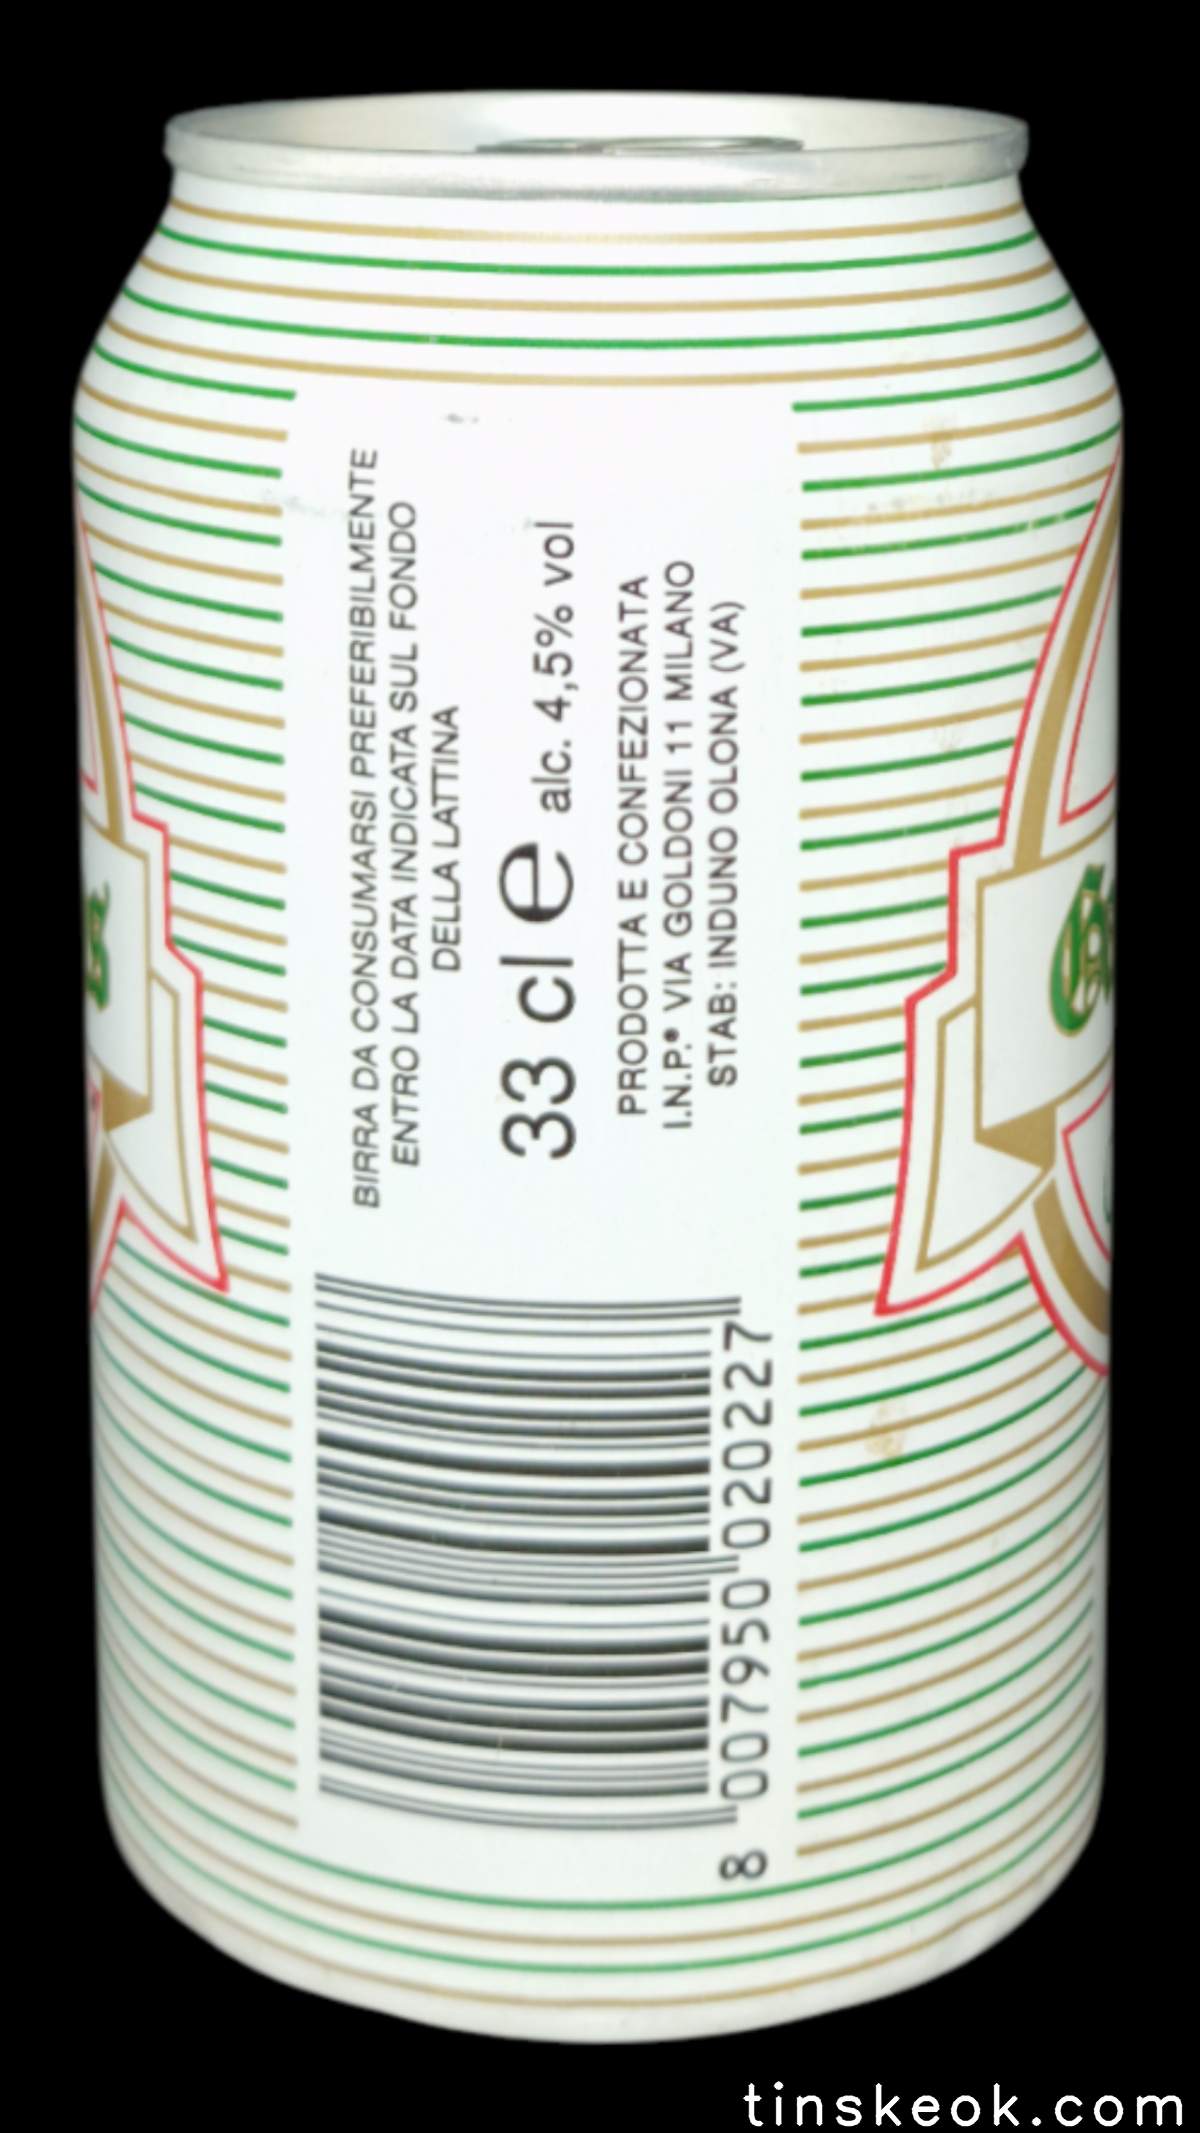 BIRRA DA CONSUMARSI PREFERIBILMENTE
ENTRO LA DATA INDICATA SUL FONDO
DELLA LATTINA
33 cl e alc. 4,5% vol
PRODOTTA E CONFEZIONATA
I.N.P.• VIA GOLDONI 11 MILANO
STAB: INDUNO OLONA (VA)
8 007950 020227
tinskeok.com